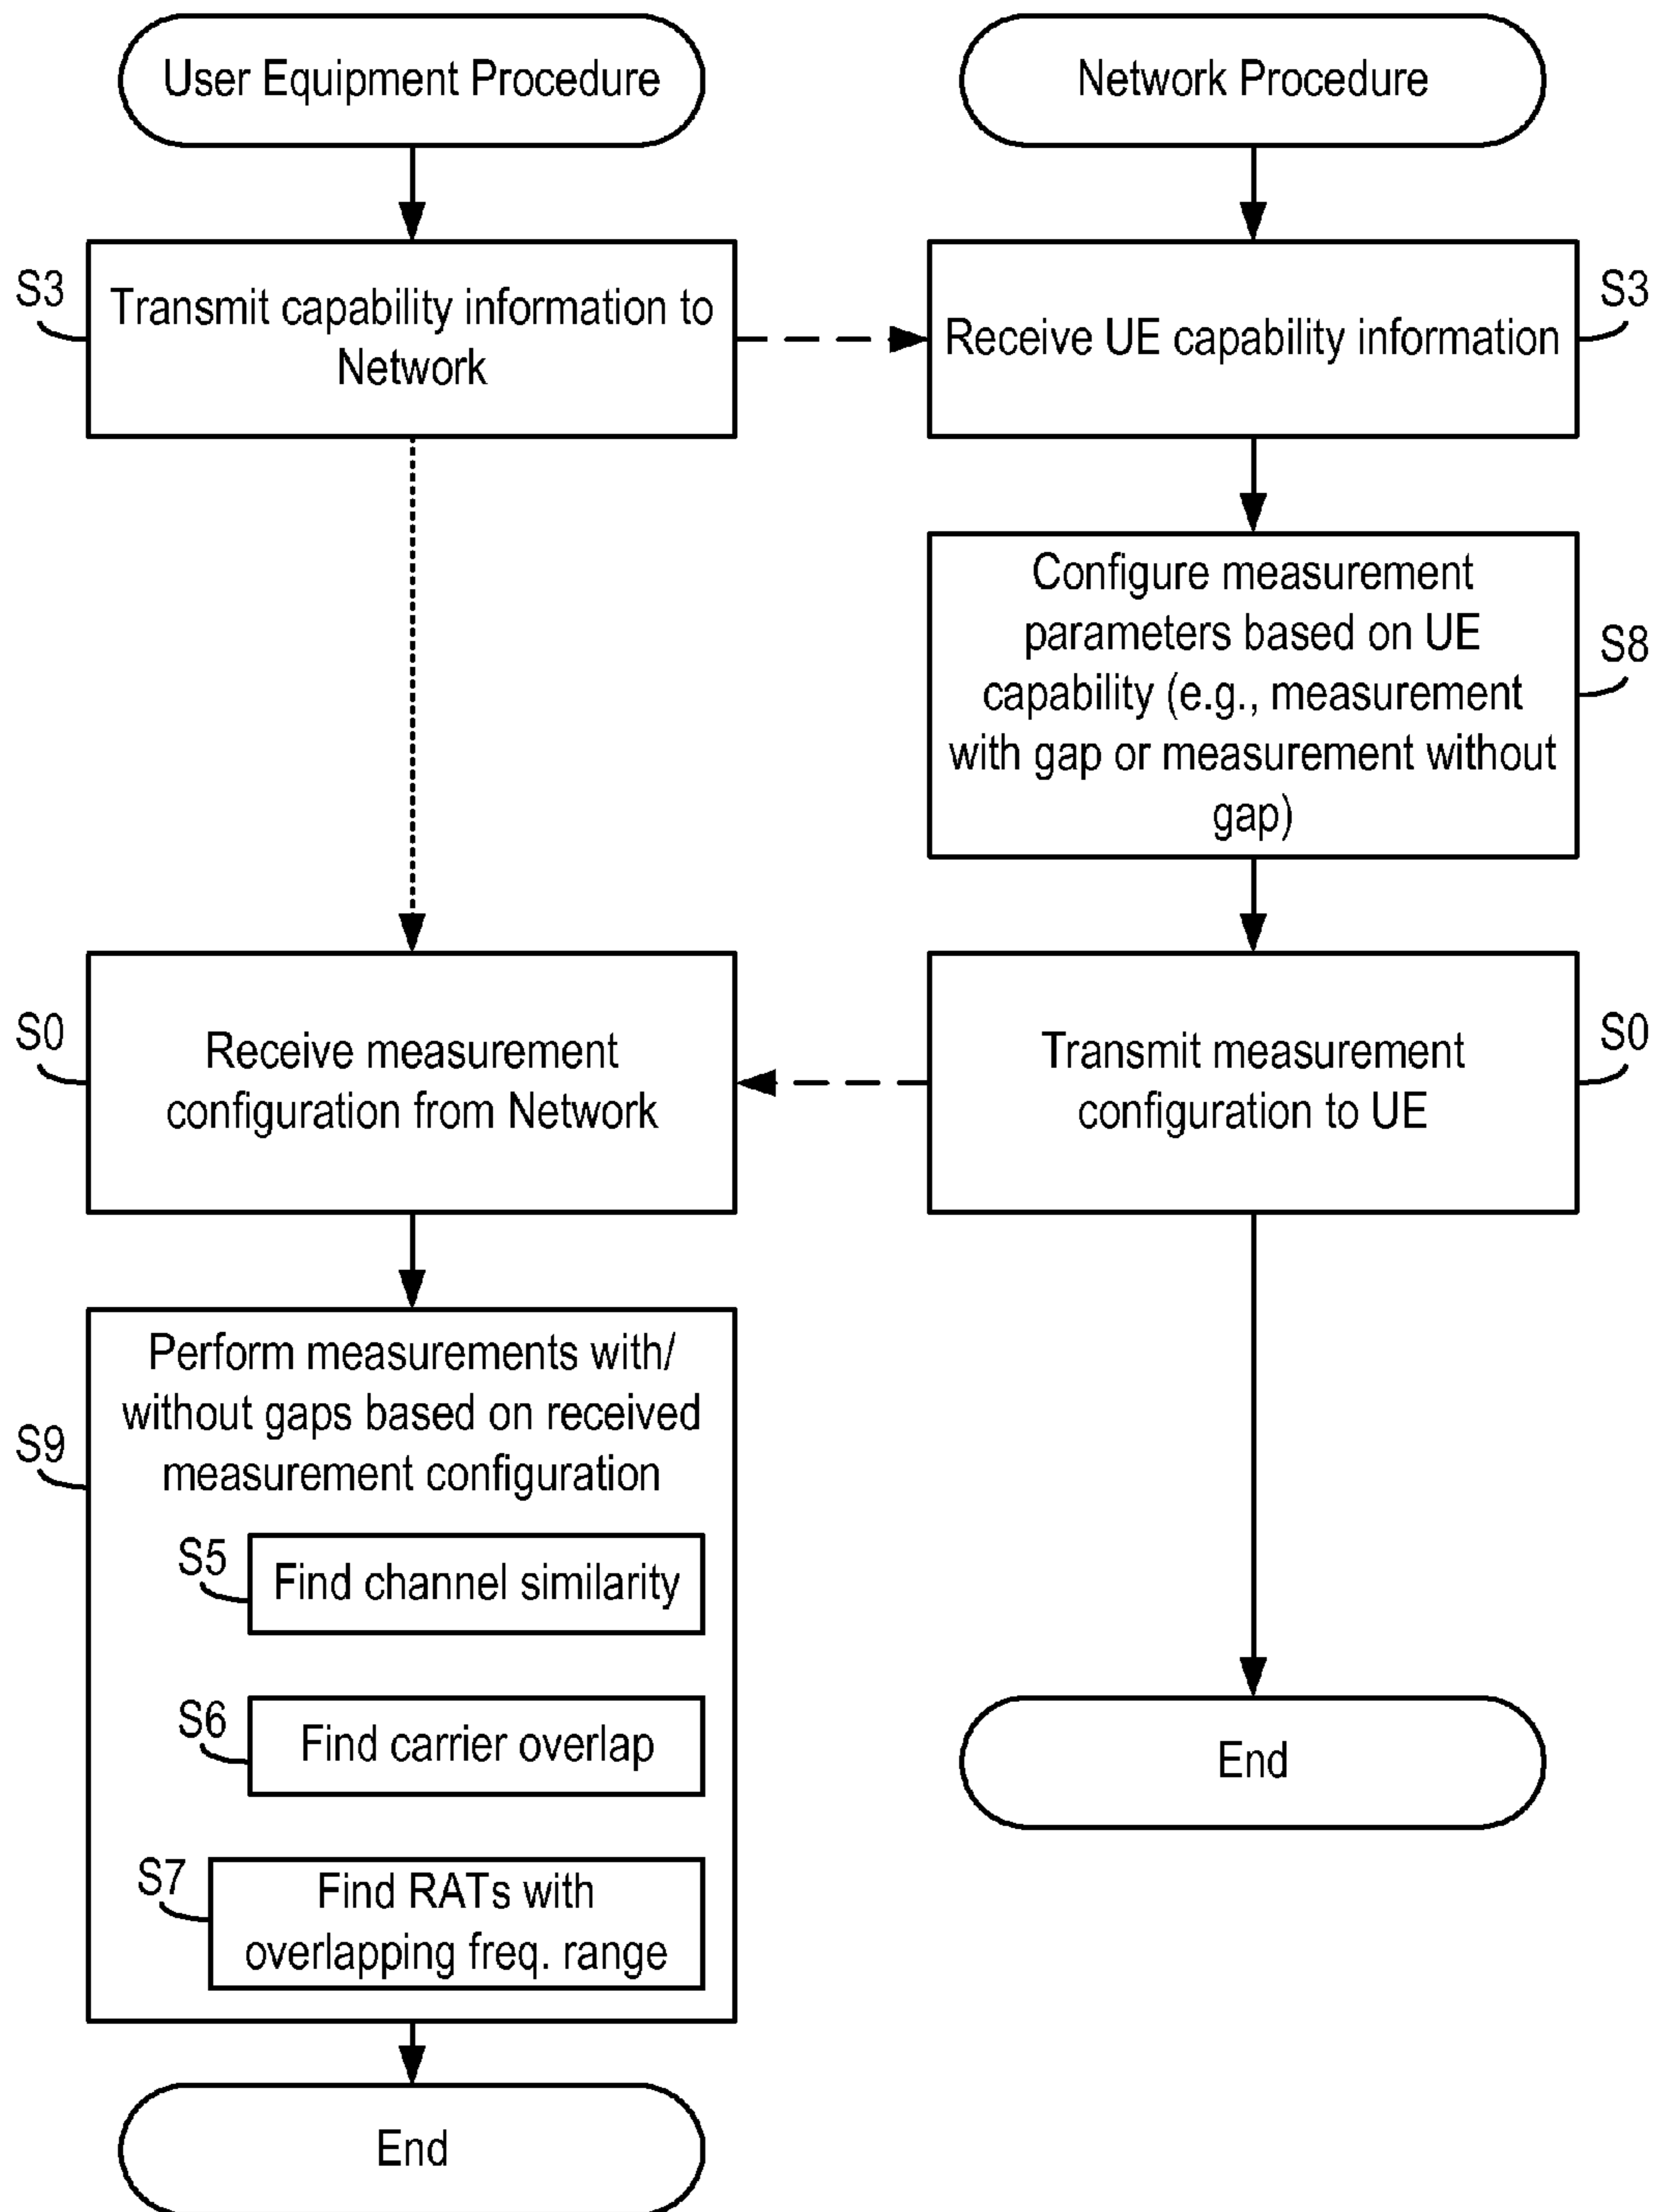 User Equipment Procedure
Network Procedure
S3
Transmit capability information to
Network
Receive UE capability information
S3
Configure measurement
parameters based on UE
capability (e.g., measurement
with gap or measurement without
gap)
S8
S0
Receive measurement
configuration from Network
Transmit measurement
configuration to UE
S0
S9
Perform measurements with/
without gaps based on received
measurement configuration
S5
Find channel similarity
S6
Find carrier overlap
S7
Find RATs with
overlapping freq. range
End
End